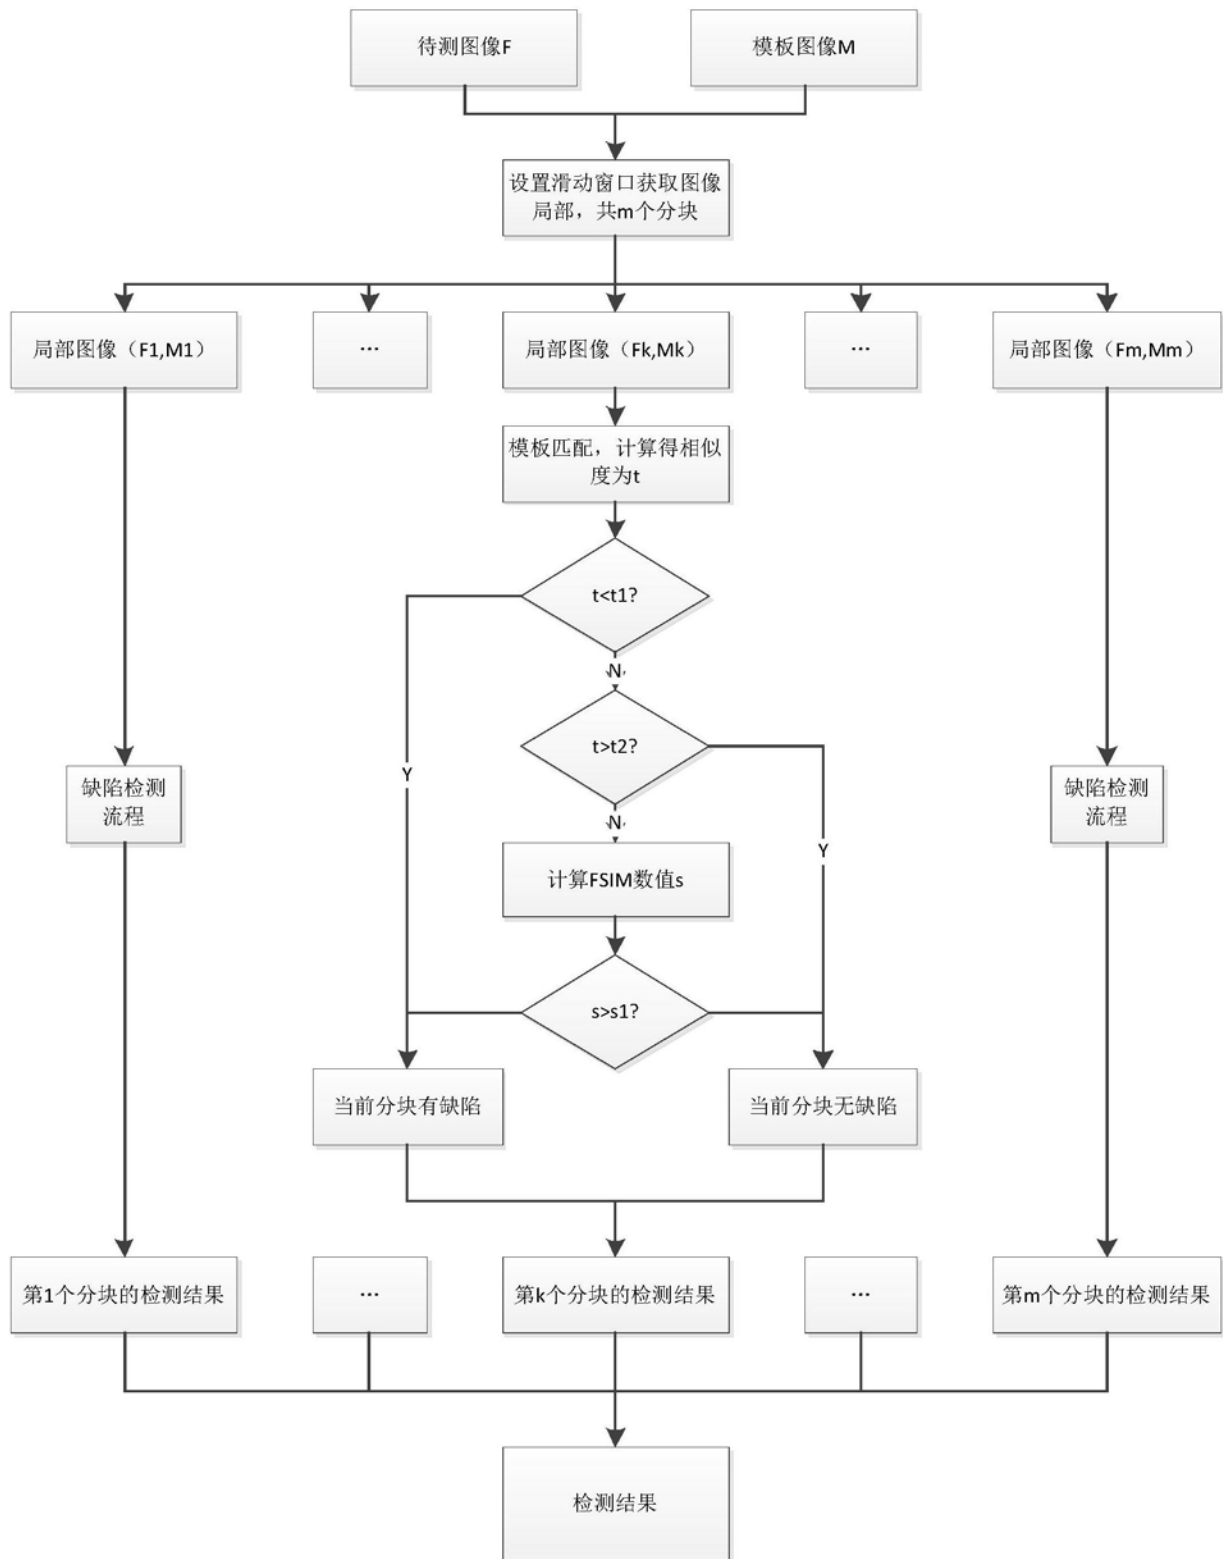 待测图像F
模板图像M
设置滑动窗口获取图像
局部，共m个分块
局部图像（F1,M1）
…
局部图像（Fk,Mk）
…
局部图像（Fm,Mm）
模板匹配，计算得相似
度为t
t<t1?
N
t>t2?
Y
缺陷检测
流程
缺陷检测
流程
N
Y
计算FSIM数值s
s>s1?
当前分块有缺陷
当前分块无缺陷
第1个分块的检测结果
…
第k个分块的检测结果
…
第m个分块的检测结果
检测结果